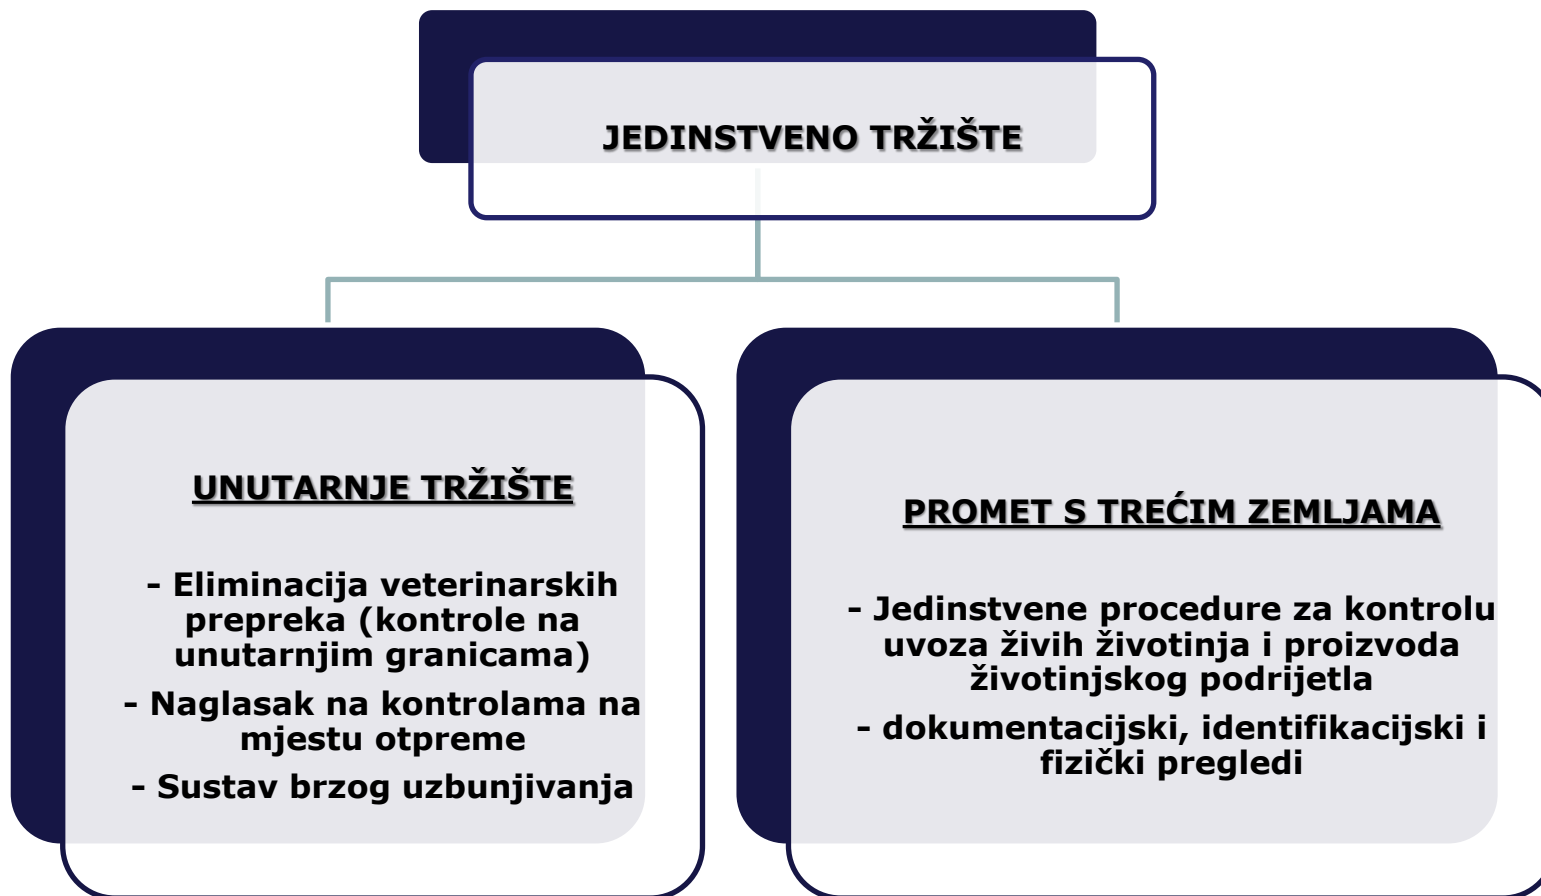 JEDINSTVENO TRŽIŠTE
UNUTARNJE TRŽIŠTE
- Eliminacija veterinarskih
prepreka (kontrole na
unutarnjim granicama)
- Naglasak na kontrolama na
mjestu otpreme
- Sustav brzog uzbunjivanja
PROMET S TREĆIM ZEMLJAMA
- Jedinstvene procedure za kontrolu
uvoza živih životinja i proizvoda
životinjskog podrijetla
- dokumentacijski, identifikacijski i
fizički pregledi